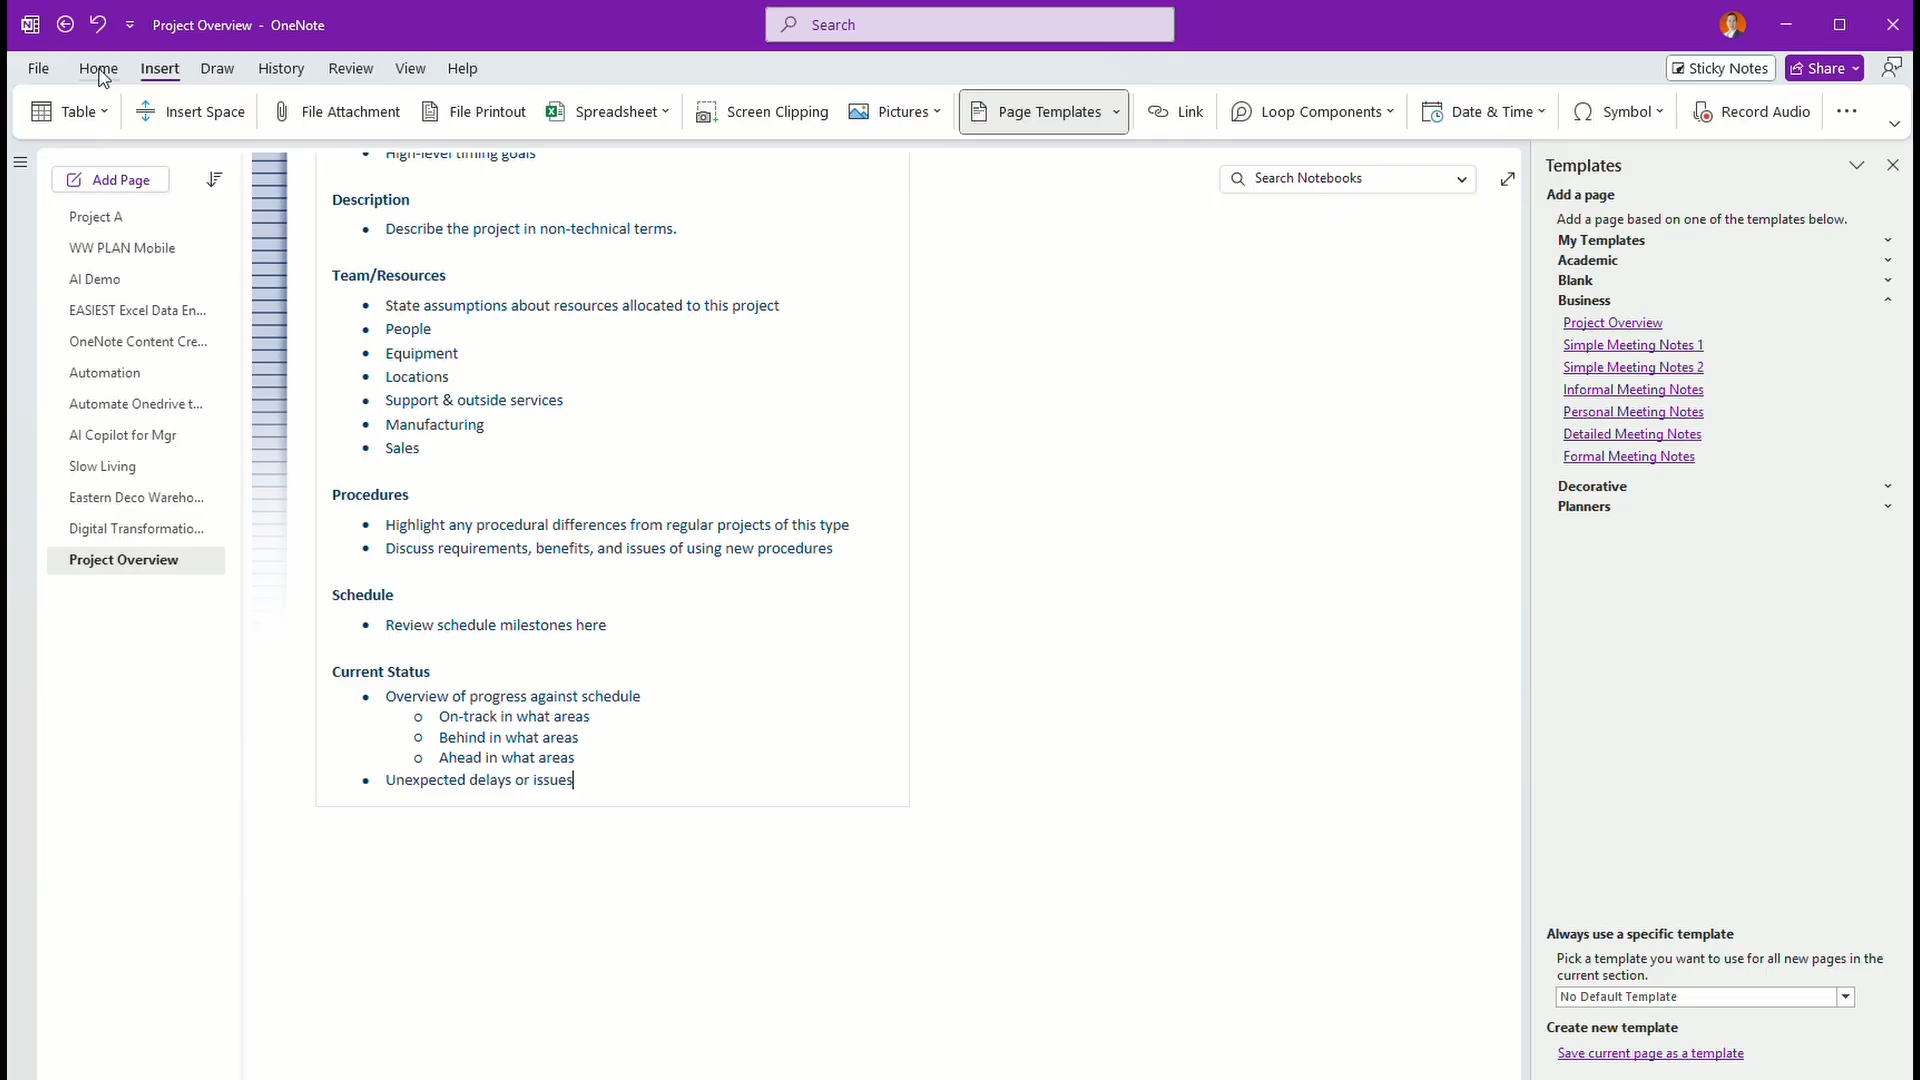 Project Overview - OneNote
Search
File Home Insert Draw History Review View Help
Sticky Notes
Share
Table
Insert Space
File Attachment
File Printout
Spreadsheet
Screen Clipping
Pictures
Page Templates
Link
Loop Components
Date & Time
Symbol
Record Audio
Add Page
Project A
WW PLAN Mobile
AI Demo
EASIEST Excel Data En...
OneNote Content Cre...
Automation
Automate Onedrive t...
AI Copilot for Mgr
Slow Living
Eastern Deco Wareho...
Digital Transformatio...
Project Overview
Search Notebooks
High-level timing goals
Description
Describe the project in non-technical terms.
Team/Resources
State assumptions about resources allocated to this project
People
Equipment
Locations
Support & outside services
Manufacturing
Sales
Procedures
Highlight any procedural differences from regular projects of this type
Discuss requirements, benefits, and issues of using new procedures
Schedule
Review schedule milestones here
Current Status
Overview of progress against schedule
On-track in what areas
Behind in what areas
Ahead in what areas
Unexpected delays or issues
Templates
Add a page
Add a page based on one of the templates below.
My Templates
Academic
Blank
Business
Project Overview
Simple Meeting Notes 1
Simple Meeting Notes 2
Informal Meeting Notes
Personal Meeting Notes
Detailed Meeting Notes
Formal Meeting Notes
Decorative
Planners
Always use a specific template
Pick a template you want to use for all new pages in the
current section.
No Default Template
Create new template
Save current page as a template